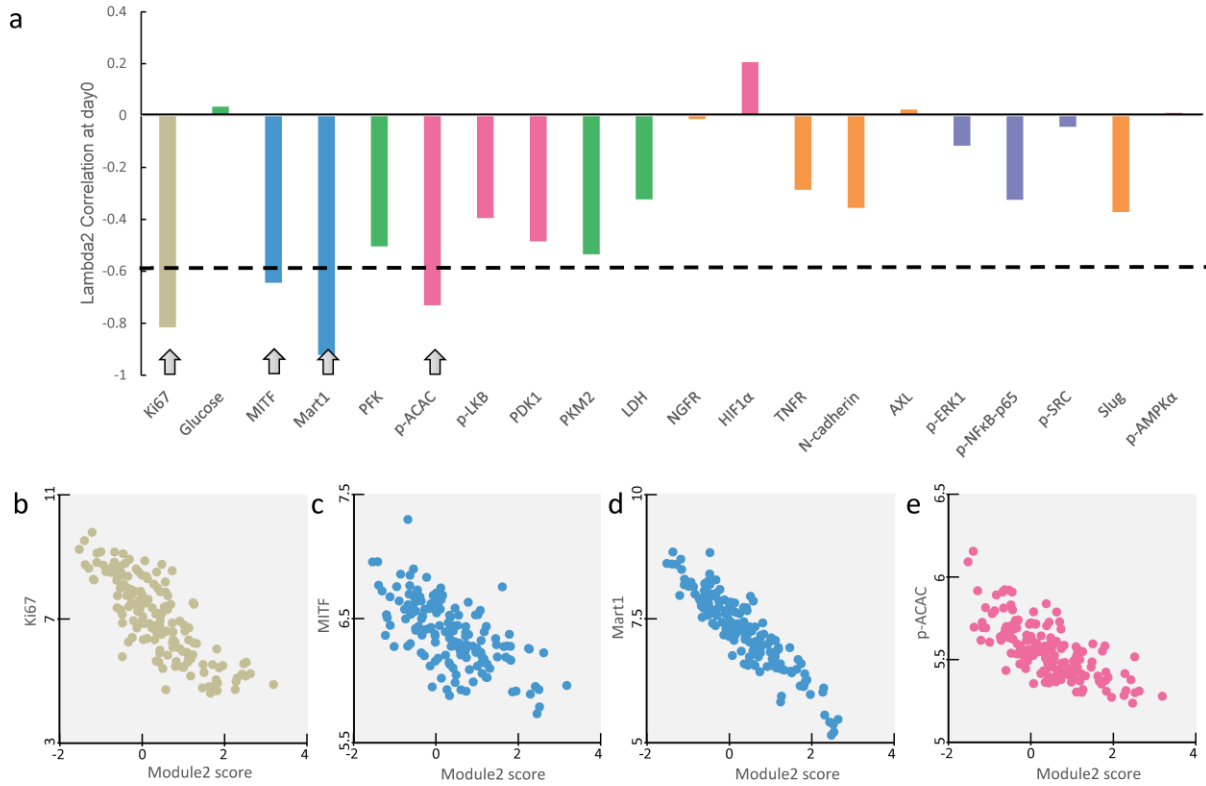 a
Lambda2 Correlation at day0
0.4
0.2
0
-0.2
-0.4
-0.6
-0.8
-1
Ki67
Glucose
MITF
Mart1
PFK
p-ACAC
p-LKB
PDK1
PKM2
LDH
NGFR
HIF1α
TNFR
N-cadherin
AXL
p-ERK1
p-NFκB-p65
p-SRC
Slug
p-AMPKα
b
Ki67
11
7
3
-2 0 2 4
Module2 score
c
MITF
7.5
6.5
5.5
-2 0 2 4
Module2 score
d
Mart1
10
7.5
5
-2 0 2 4
Module2 score
e
p-ACAC
6.5
6
5.5
5
-2 0 2 4
Module2 score